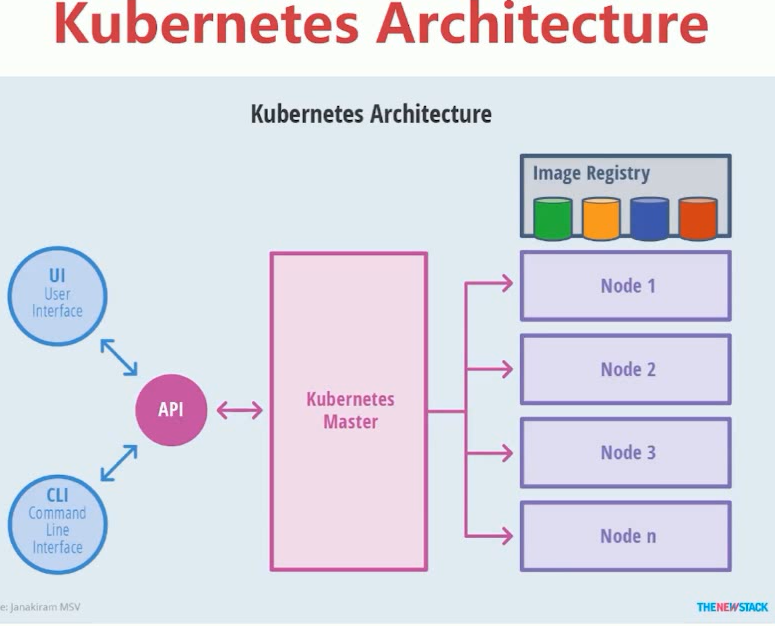 Kubernetes Architecture
Kubernetes Architecture
Image Registry
UI
User
Interface
API
CLI
Command
Line
Interface
Kubernetes
Master
Node 1
Node 2
Node 3
Node n
e: Janakiram MSV
THENEWSTACK